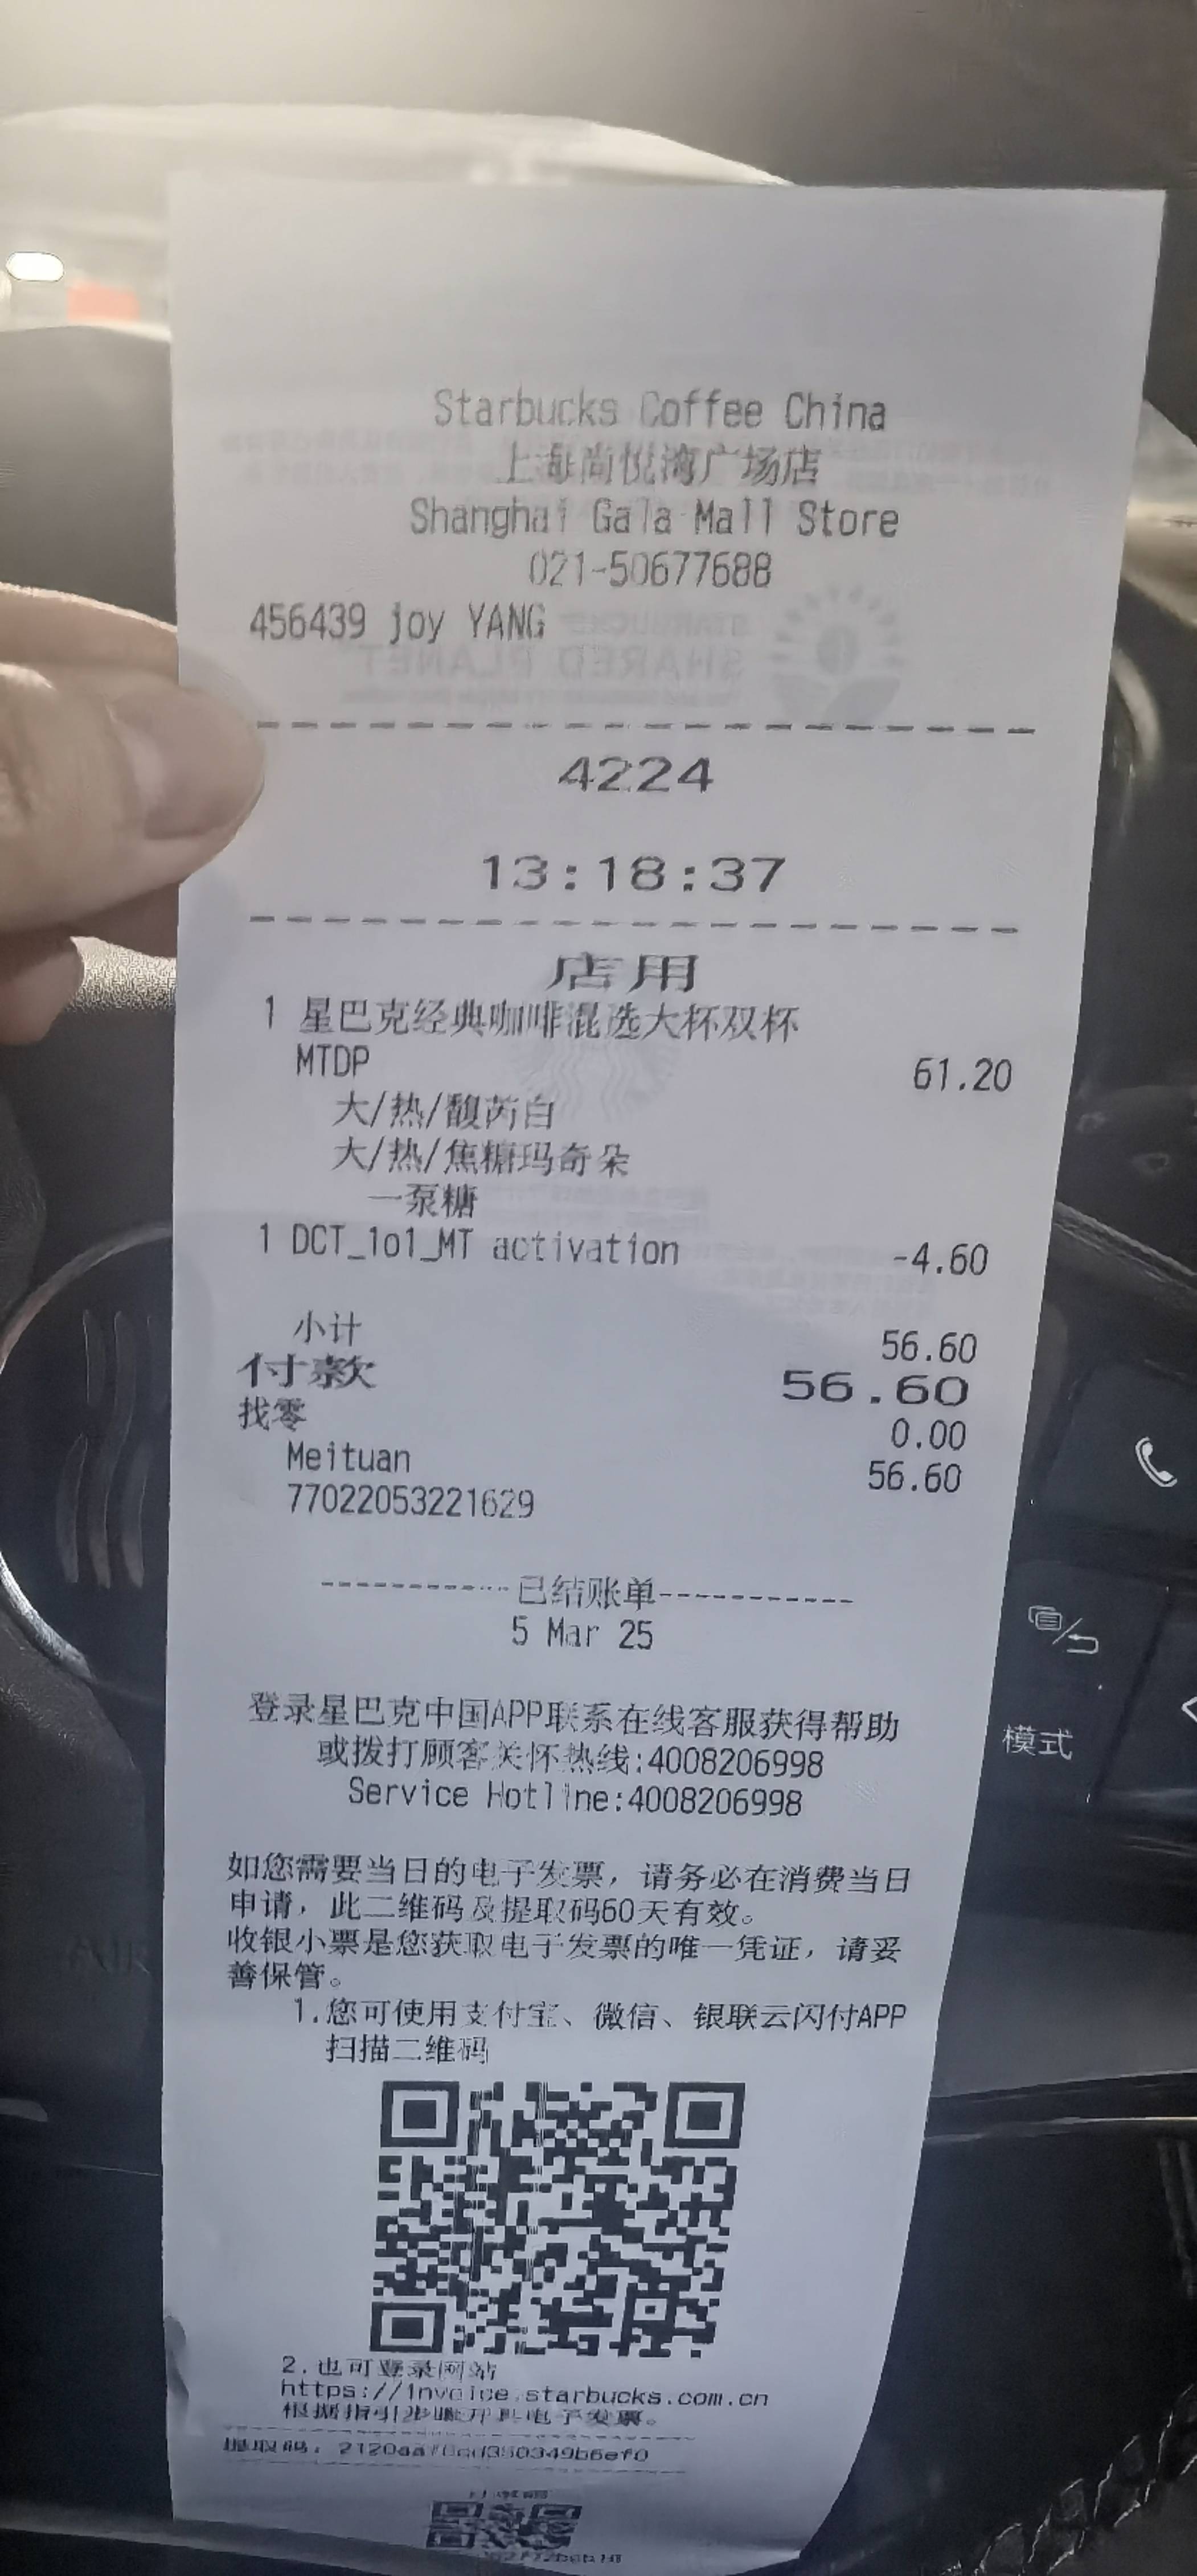 Starbucks Coffee China
上海尚悦湾广场店
Shanghai Gala Mall Store
021-50677688
456439 joy YANG
4224
13:18:37
店用
1 星巴克经典咖啡混选大杯双杯
MTDP 61.20
大/热/馥芮白
大/热/焦糖玛奇朵
一泵糖
1 DCT_1o1_MT activation -4.60
小计 56.60
付款 56.60
找零 0.00
Meituan 56.60
77022053221629
-----------已结账单-----------
5 Mar 25
登录星巴克中国APP联系在线客服获得帮助
或拨打顾客关怀热线:4008206998
Service Hotline:4008206998
如您需要当日的电子发票，请务必在消费当日
申请，此二维码及提取码60天有效。
收银小票是您获取电子发票的唯一凭证，请妥
善保管。
1.您可使用支付宝、微信、银联云闪付APP
扫描二维码
2.也可登录网站
https://invoice.starbucks.com.cn
根据指引步骤开具电子发票。
提取码:
模式